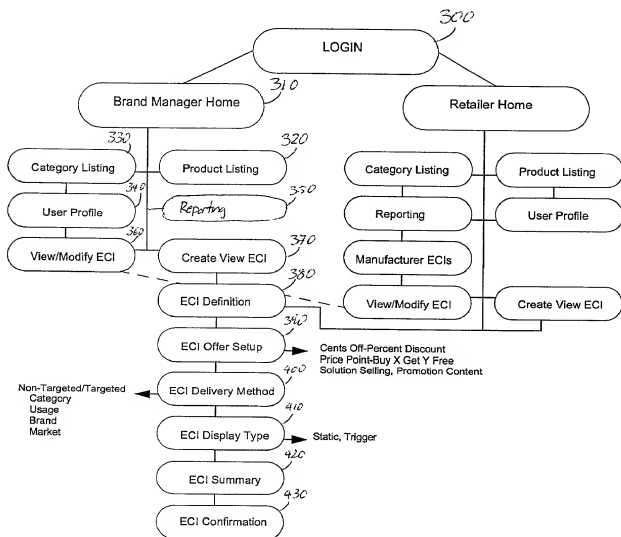 300
LOGIN
310
Brand Manager Home
Retailer Home
330
320
Category Listing
Product Listing
Category Listing
Product Listing
340
350
User Profile
Reporting
Reporting
User Profile
360
370
View/Modify ECI
Create View ECI
Manufacturer ECIs
380
ECI Definition
View/Modify ECI
Create View ECI
390
ECI Offer Setup
Cents Off-Percent Discount
Price Point-Buy X Get Y Free
Solution Selling, Promotion Content
400
ECI Delivery Method
Non-Targeted/Targeted
Category
Usage
Brand
Market
410
ECI Display Type
Static, Trigger
420
ECI Summary
430
ECI Confirmation